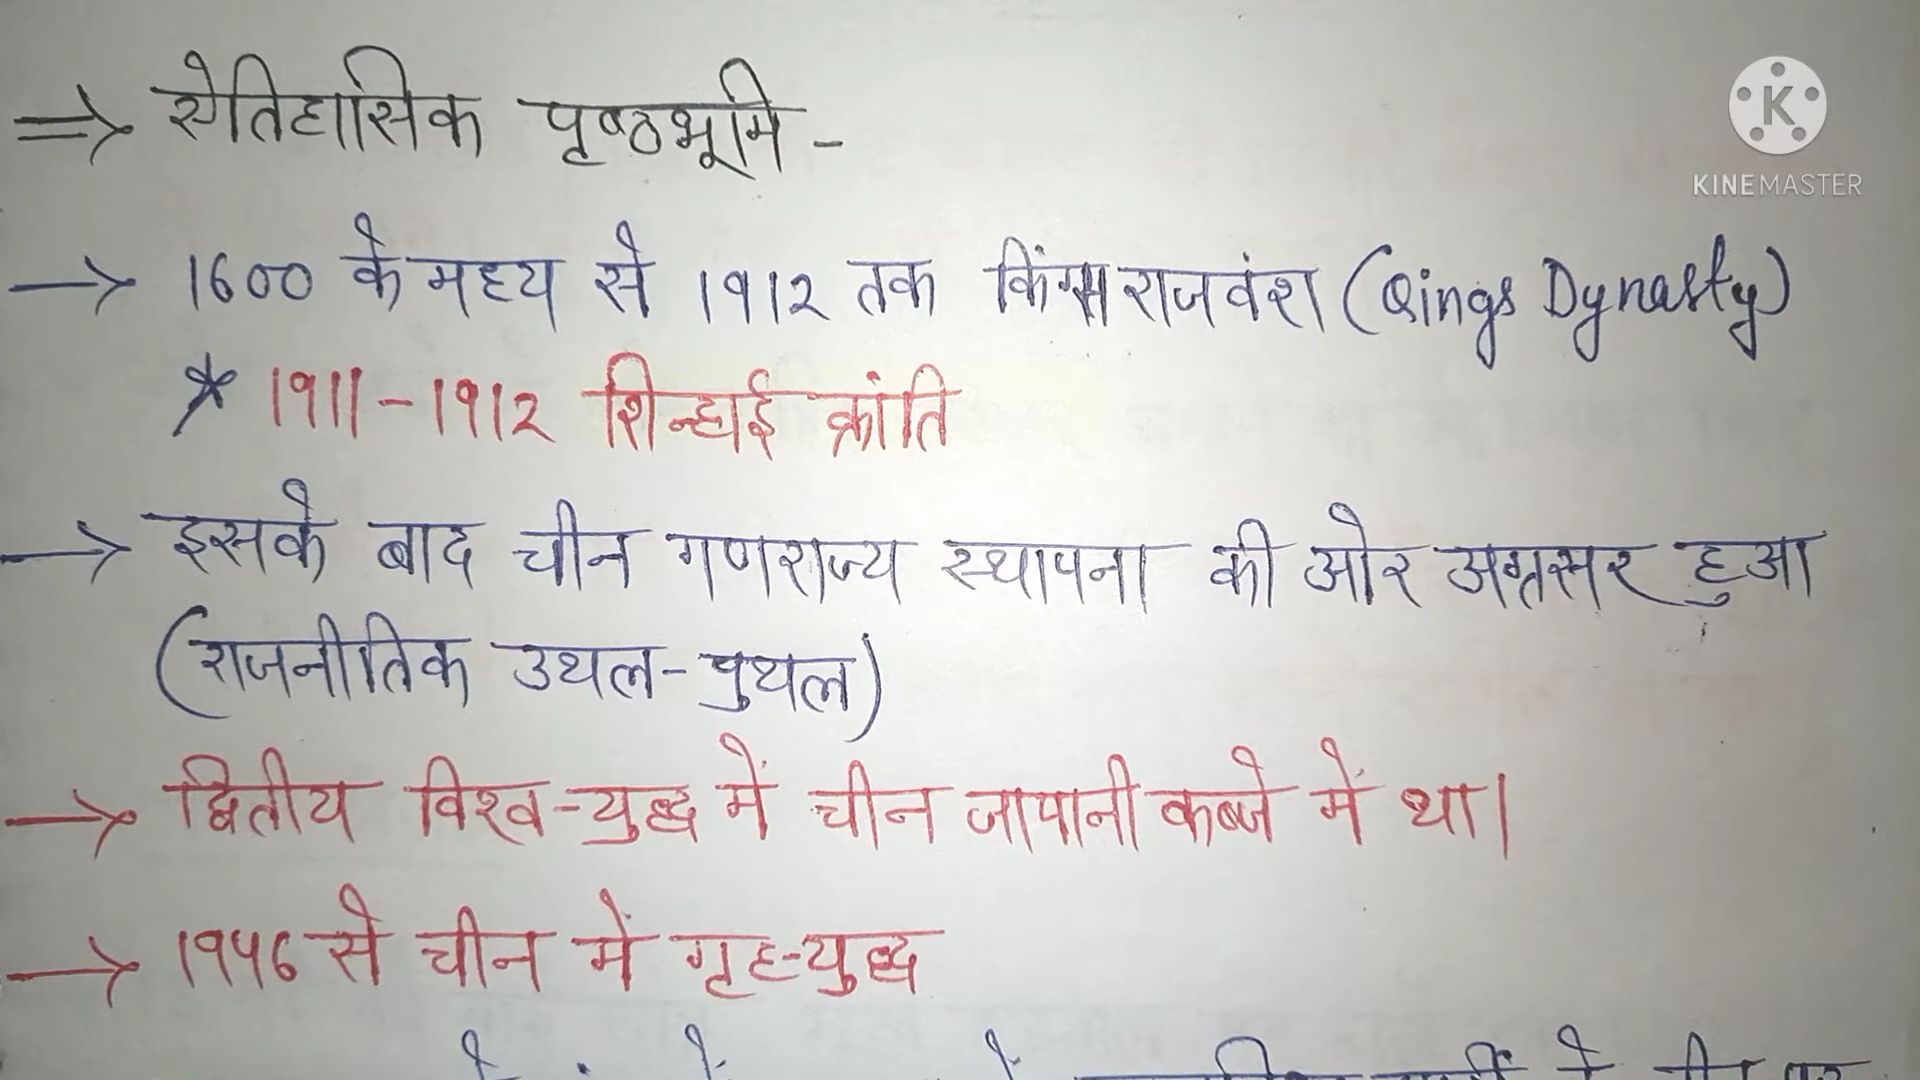 ⇒ ऐतिहासिक पृष्ठभूमि -
KINEMASTER
→ 1600 के मध्य से 1912 तक किंग्स राजवंश (Qings Dynasty)
* 1911-1912 शिन्हाई क्रांति
→ इसके बाद चीन गणराज्य स्थापना की ओर अग्रसर हुआ
(राजनीतिक उथल-पुथल)
→ द्वितीय विश्व-युद्ध में चीन जापानी कब्जे में था।
→ 1946 से चीन में गृह-युद्ध